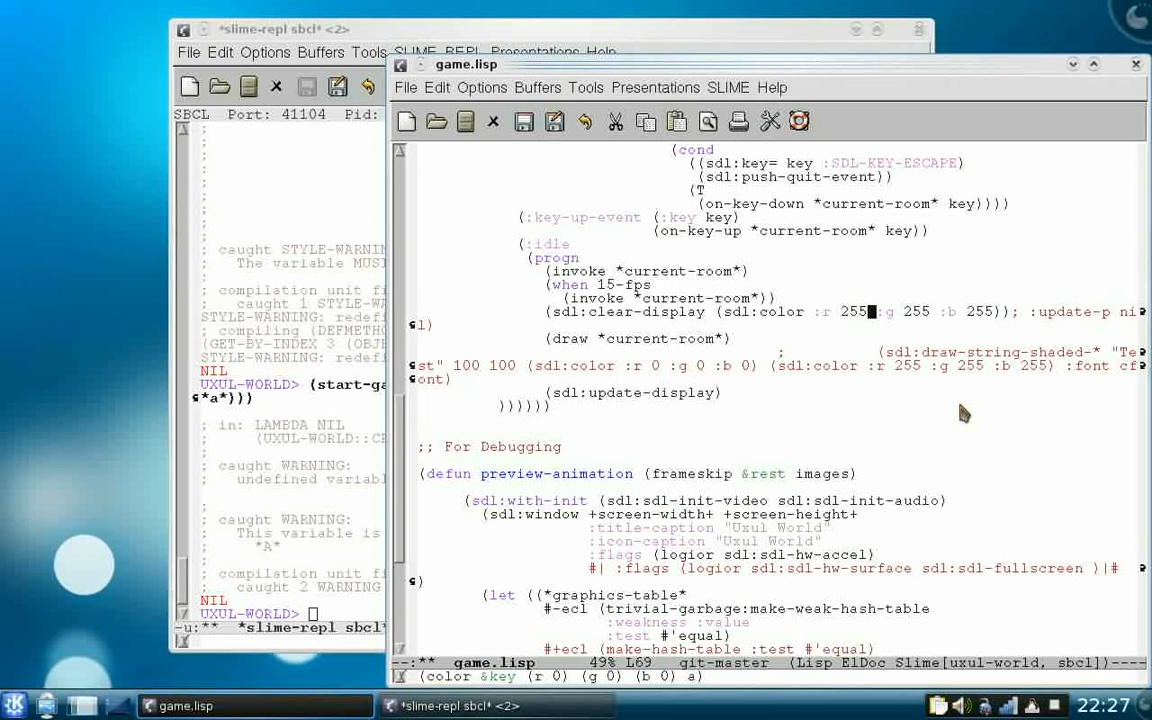 *slime-repl sbcl* <2>
File Edit Options Buffers Tools SLIME REPL Presentations Help
SBCL Port: 41104 Pid:
;
;
;
;
;
;
;
;
; caught STYLE-WARNIN
;   The variable MUS
;
; compilation unit fi
;   caught 1 STYLE-WA
STYLE-WARNING: redefi
; compiling (DEFMETHO
(GET-BY-INDEX 3 (OBJ
STYLE-WARNING: redefi
NIL
UXUL-WORLD> (start-ga
*a*)))
; in: LAMBDA NIL
;     (UXUL-WORLD::CR
;
; caught WARNING:
;   undefined variabl
;
; caught WARNING:
;   This variable is
;     *A*
;
; compilation unit fi
;   caught 2 WARNING
NIL
UXUL-WORLD>
-u:** *slime-repl sbcl*
game.lisp
File Edit Options Buffers Tools Presentations SLIME Help
(cond
((sdl:key= key :SDL-KEY-ESCAPE)
(sdl:push-quit-event))
(T
(on-key-down *current-room* key))))
(:key-up-event (:key key)
(on-key-up *current-room* key))
(:idle
(progn
(invoke *current-room*)
(when 15-fps
(invoke *current-room*))
(sdl:clear-display (sdl:color :r 255 :g 255 :b 255)); :update-p ni
l)
(draw *current-room*)
; (sdl:draw-string-shaded-* "Te
st" 100 100 (sdl:color :r 0 :g 0 :b 0) (sdl:color :r 255 :g 255 :b 255) :font cf
ont)
(sdl:update-display)
))))))
;; For Debugging
(defun preview-animation (frameskip &rest images)
(sdl:with-init (sdl:sdl-init-video sdl:sdl-init-audio)
(sdl:window +screen-width+ +screen-height+
:title-caption "Uxul World"
:icon-caption "Uxul World"
:flags (logior sdl:sdl-hw-accel)
#| :flags (logior sdl:sdl-hw-surface sdl:sdl-fullscreen )|#
)
(let ((*graphics-table*
#-ecl (trivial-garbage:make-weak-hash-table
:weakness :value
:test #'equal)
#+ecl (make-hash-table :test #'equal)
--:** game.lisp 49% L69 git-master (Lisp ElDoc Slime[uxul-world, sbcl])----
(color &key (r 0) (g 0) (b 0) a)
game.lisp
*slime-repl sbcl* <2>
22:27